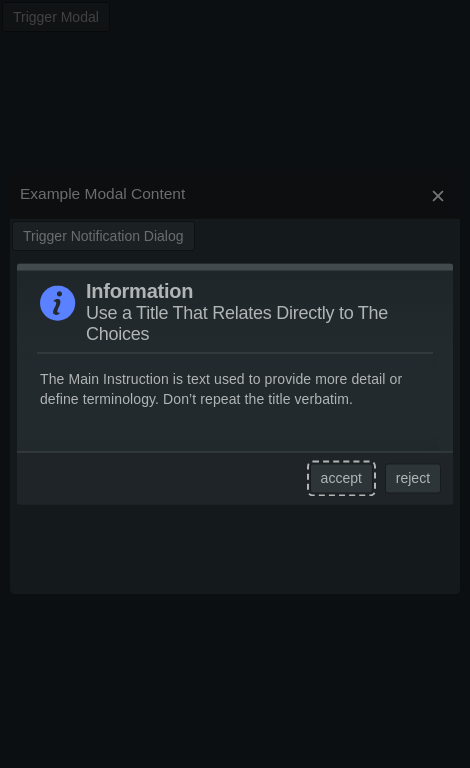 Trigger Modal
Example Modal Content
Trigger Notification Dialog
Information
Use a Title That Relates Directly to The
Choices
The Main Instruction is text used to provide more detail or
define terminology. Don’t repeat the title verbatim.
accept
reject